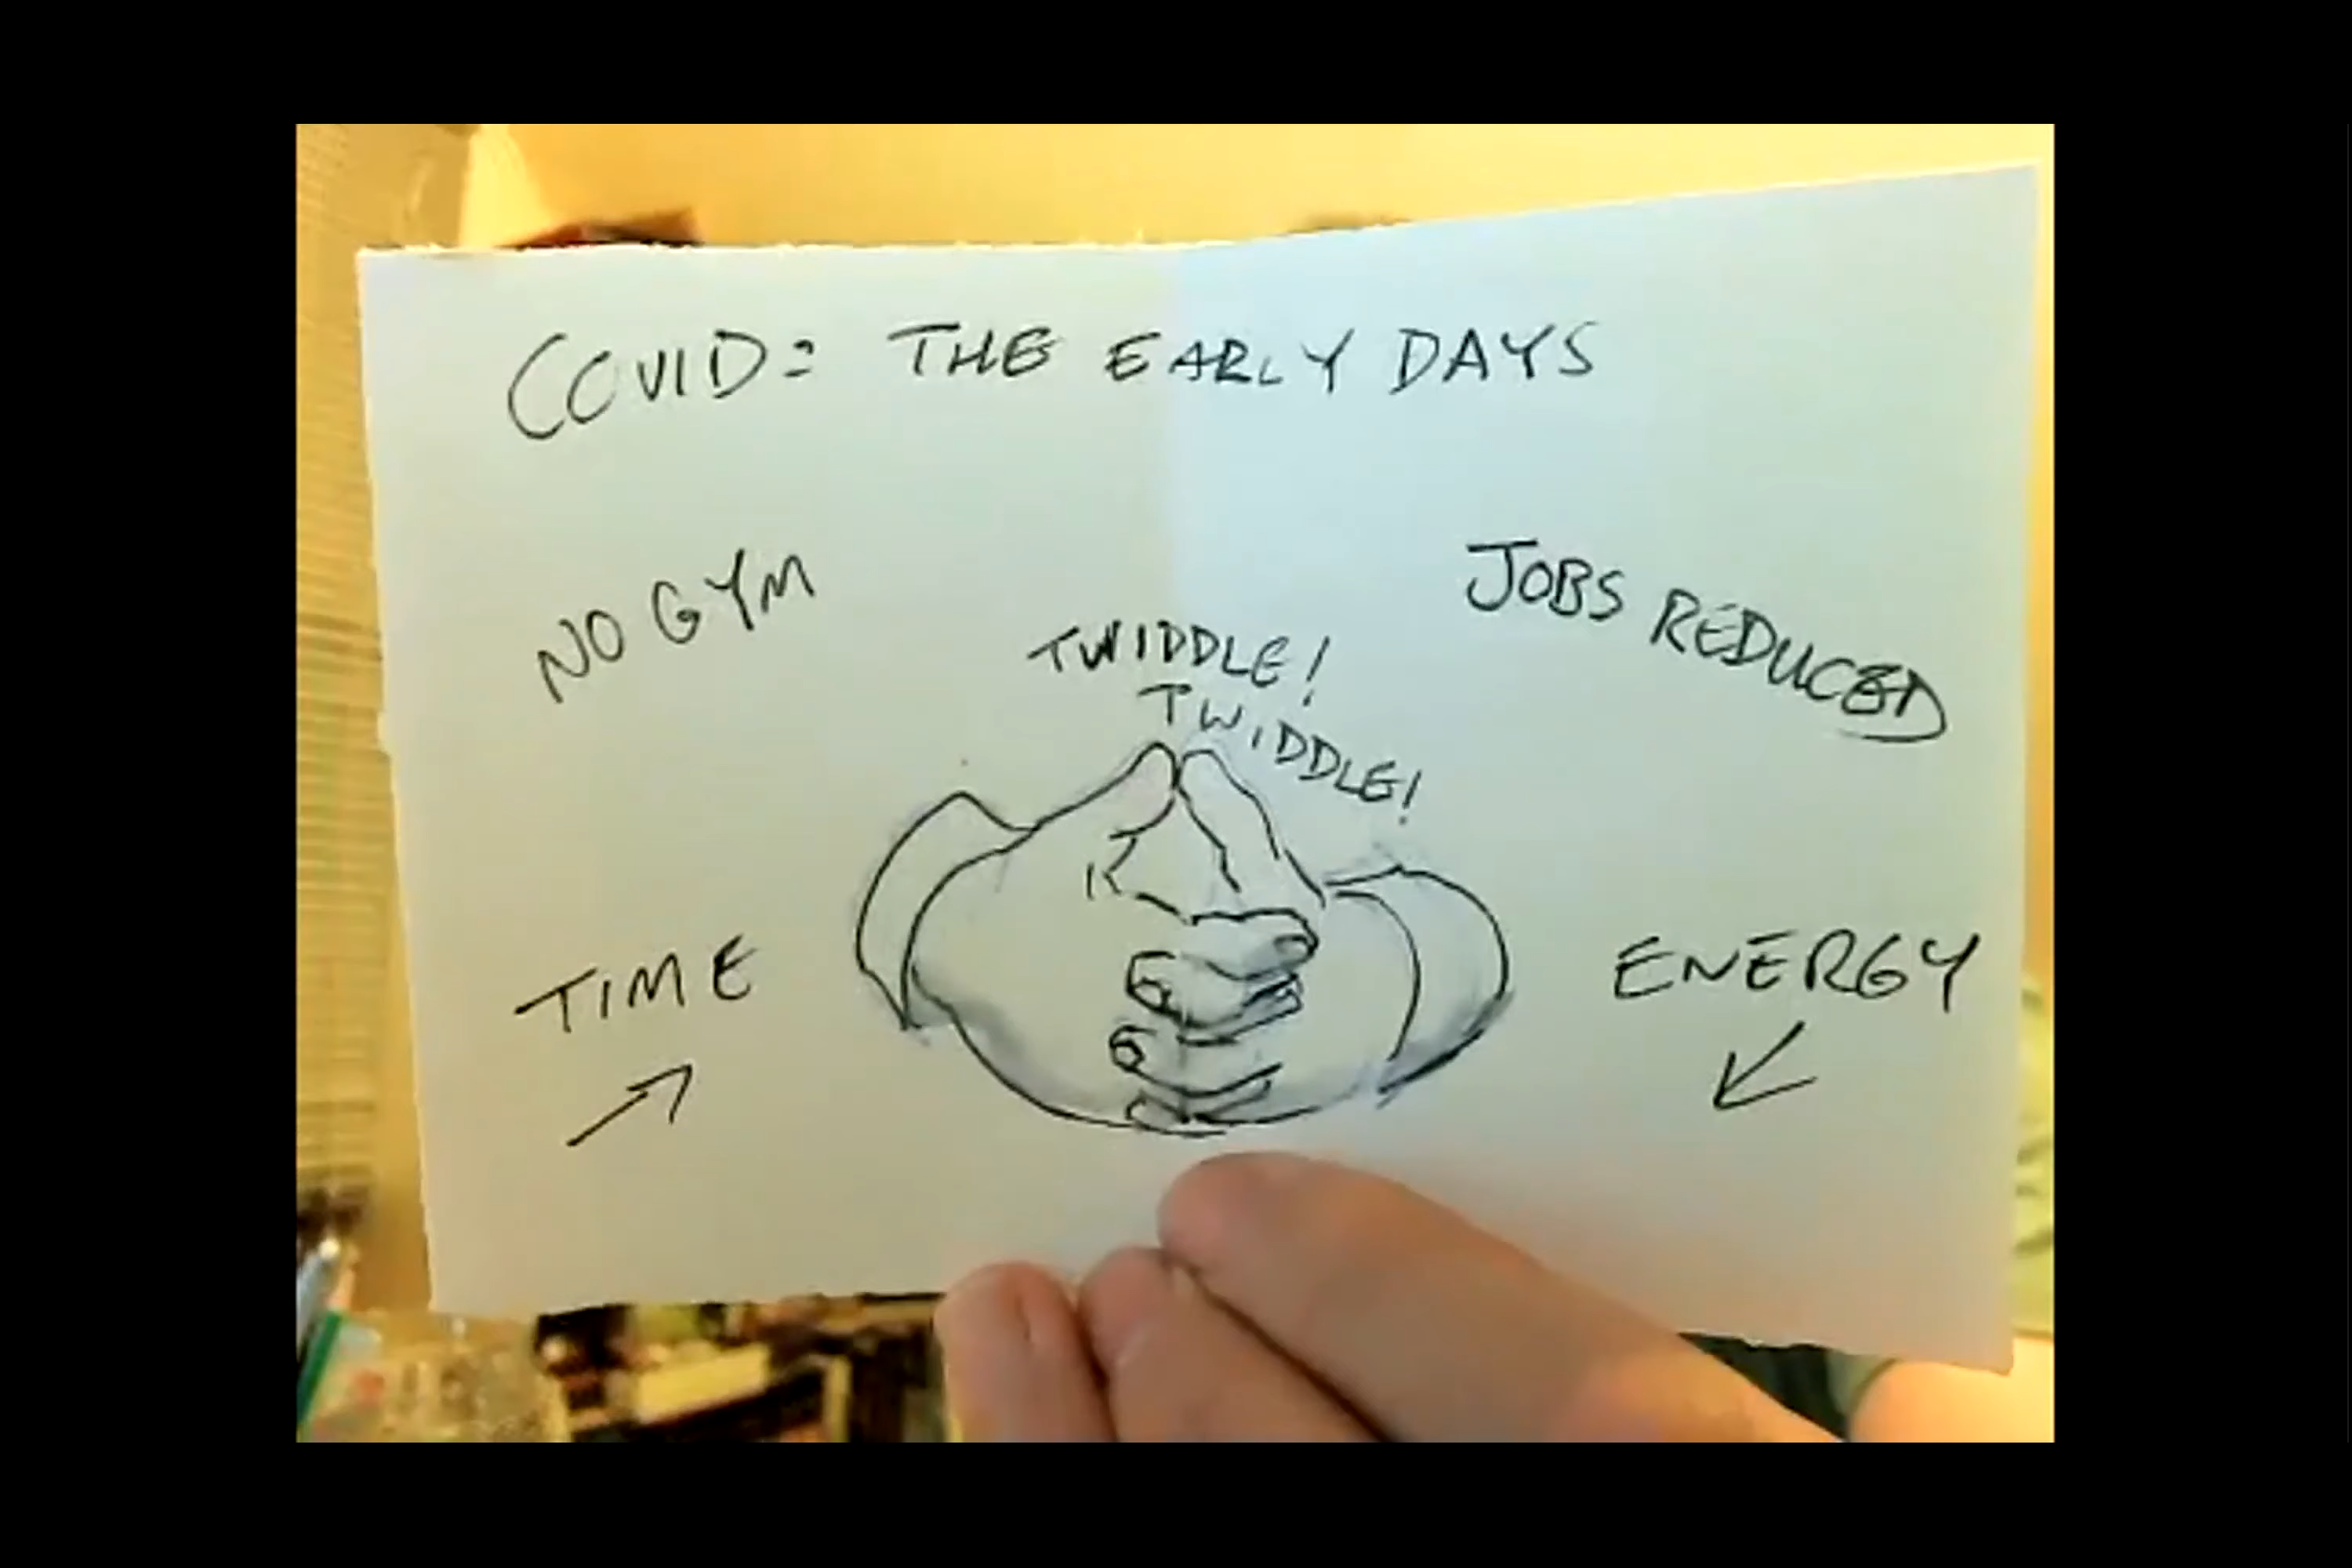 COVID: THE EARLY DAYS
NO GYM
JOBS REDUCED
TWIDDLE!
TWIDDLE!
TIME
ENERGY